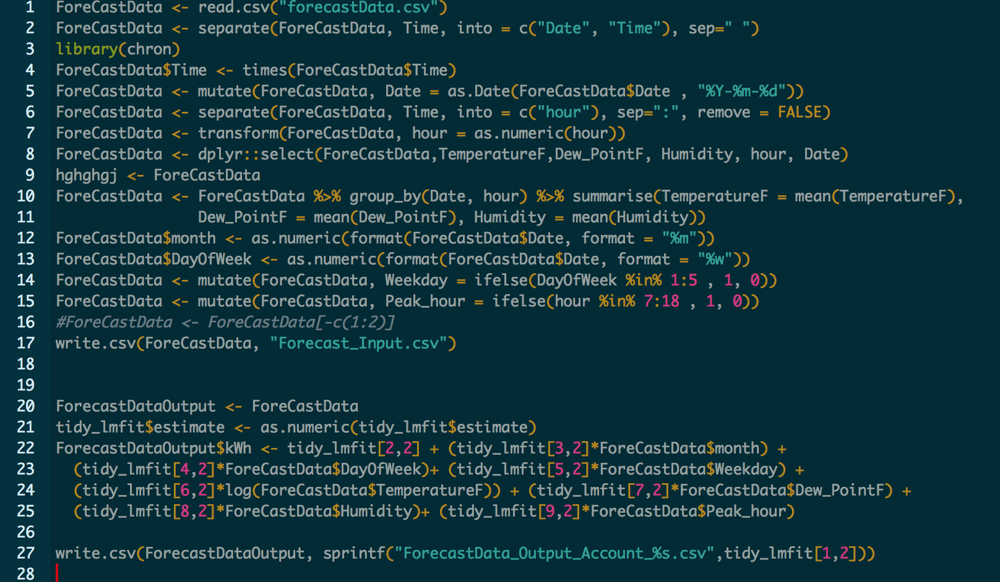 1 ForeCastData <- read.csv("forecastData.csv")
2 ForeCastData <- separate(ForeCastData, Time, into = c("Date", "Time"), sep=" ")
3 library(chron)
4 ForeCastData$Time <- times(ForeCastData$Time)
5 ForeCastData <- mutate(ForeCastData, Date = as.Date(ForeCastData$Date , "%Y-%m-%d"))
6 ForeCastData <- separate(ForeCastData, Time, into = c("hour"), sep=":", remove = FALSE)
7 ForeCastData <- transform(ForeCastData, hour = as.numeric(hour))
8 ForeCastData <- dplyr::select(ForeCastData,TemperatureF,Dew_PointF, Humidity, hour, Date)
9 hghghgj <- ForeCastData
10 ForeCastData <- ForeCastData %>% group_by(Date, hour) %>% summarise(TemperatureF = mean(TemperatureF),
11 Dew_PointF = mean(Dew_PointF), Humidity = mean(Humidity))
12 ForeCastData$month <- as.numeric(format(ForeCastData$Date, format = "%m"))
13 ForeCastData$DayOfWeek <- as.numeric(format(ForeCastData$Date, format = "%w"))
14 ForeCastData <- mutate(ForeCastData, Weekday = ifelse(DayOfWeek %in% 1:5 , 1, 0))
15 ForeCastData <- mutate(ForeCastData, Peak_hour = ifelse(hour %in% 7:18 , 1, 0))
16 #ForeCastData <- ForeCastData[-c(1:2)]
17 write.csv(ForeCastData, "Forecast_Input.csv")
18
19
20 ForecastDataOutput <- ForeCastData
21 tidy_lmfit$estimate <- as.numeric(tidy_lmfit$estimate)
22 ForecastDataOutput$kWh <- tidy_lmfit[2,2] + (tidy_lmfit[3,2]*ForeCastData$month) +
23 (tidy_lmfit[4,2]*ForeCastData$DayOfWeek)+ (tidy_lmfit[5,2]*ForeCastData$Weekday) +
24 (tidy_lmfit[6,2]*log(ForeCastData$TemperatureF)) + (tidy_lmfit[7,2]*ForeCastData$Dew_PointF) +
25 (tidy_lmfit[8,2]*ForeCastData$Humidity)+ (tidy_lmfit[9,2]*ForeCastData$Peak_hour)
26
27 write.csv(ForecastDataOutput, sprintf("ForecastData_Output_Account_%s.csv",tidy_lmfit[1,2]))
28